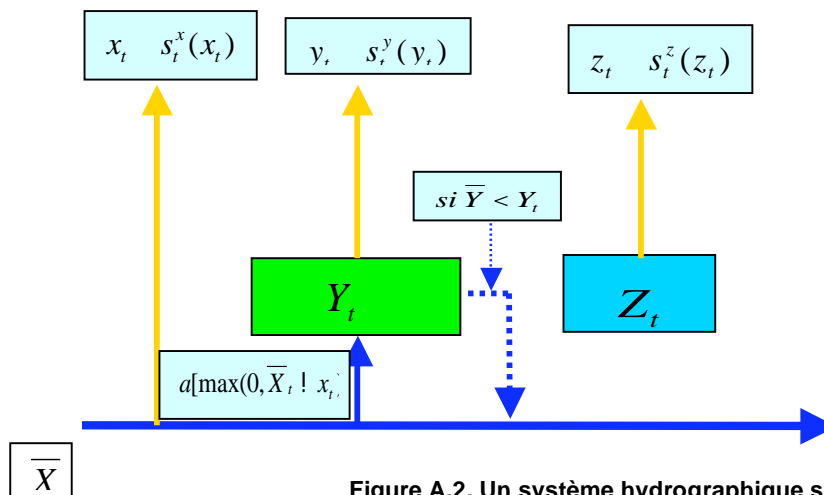 x_t s_t^x(x_t)
y_t s_t^y(y_t)
z_t s_t^z(z_t)
si Y̅ < Y_t
Y_t
Z_t
a[max(0, X̅_t ! x_t)
X̅
Figure A.2. Un système hydrographique s